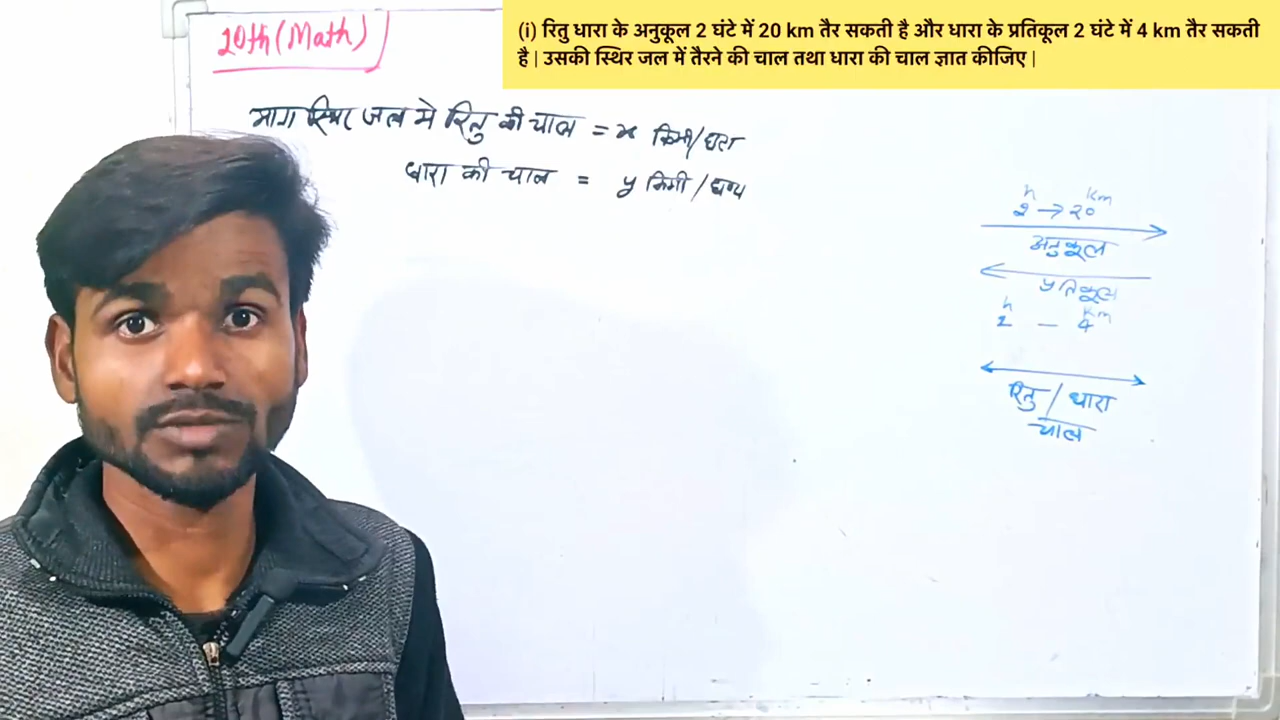 (i) रितु धारा के अनुकूल 2 घंटे में 20 km तैर सकती है और धारा के प्रतिकूल 2 घंटे में 4 km तैर सकती
है | उसकी स्थिर जल में तैरने की चाल तथा धारा की चाल ज्ञात कीजिए |
10th (Math)
माना स्थिर जल मे रितु की चाल = x किमी/घंटा
धारा की चाल = y किमी/घण्टा
h km
2 → 20
अनुकूल
प्रतिकूल
h km
2 — 4
रितु / धारा
चाल